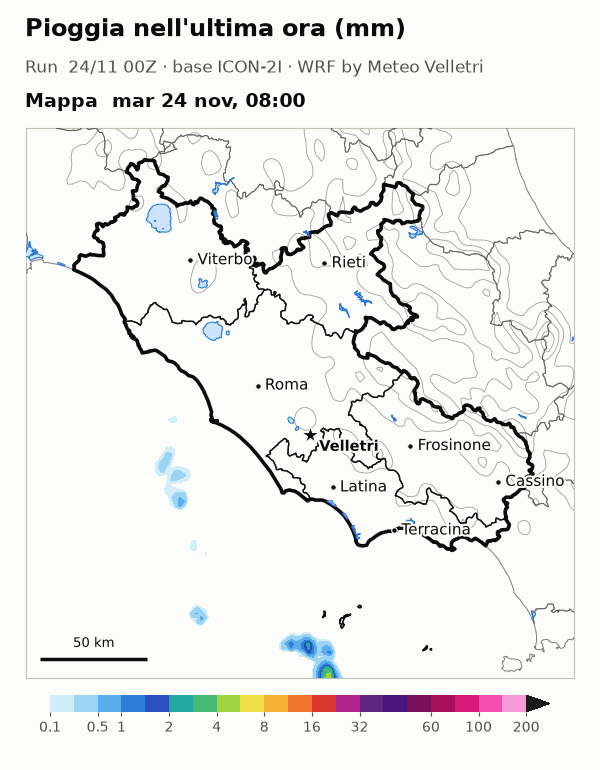 Pioggia nell'ultima ora (mm)
Run  24/11 00Z · base ICON-2I · WRF by Meteo Velletri
Mappa  mar 24 nov, 08:00
Viterbo
Rieti
Roma
Velletri
Frosinone
Latina
Cassino
Terracina
50 km
0.1 0.5 1 2 4 8 16 32 60 100 200